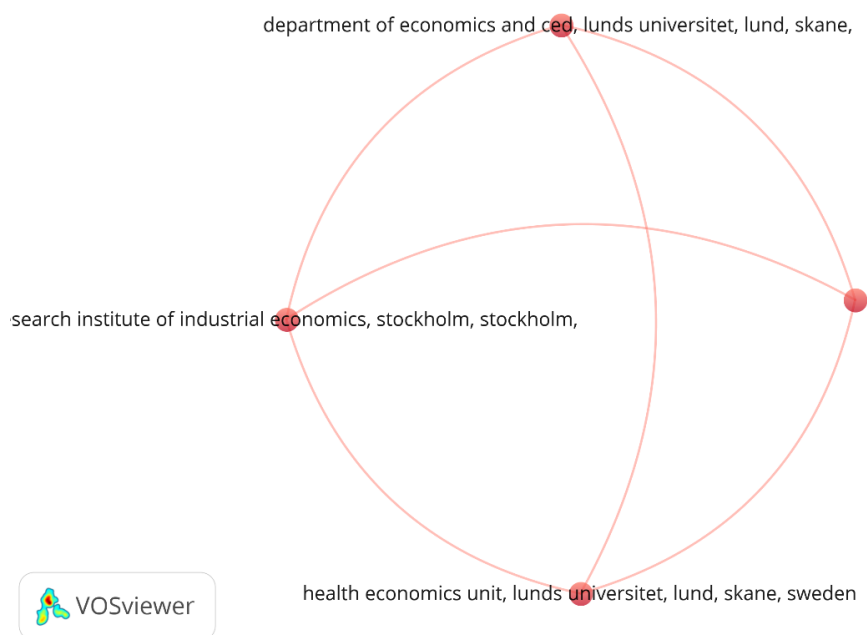 department of economics and ced, lunds universitet, lund, skane,
search institute of industrial economics, stockholm, stockholm,
health economics unit, lunds universitet, lund, skane, sweden
VOSviewer